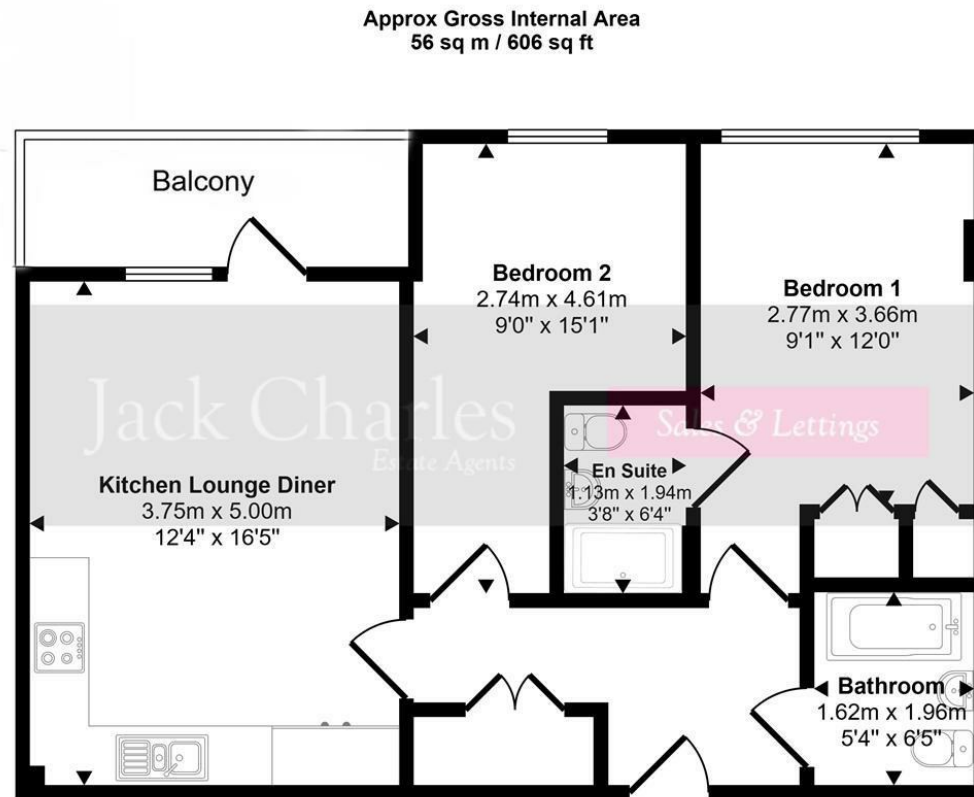 Approx Gross Internal Area
56 sq m / 606 sq ft
Balcony
Bedroom 2
2.74m x 4.61m
9'0" x 15'1"
Bedroom 1
2.77m x 3.66m
9'1" x 12'0"
Jack Charles
Estate Agents
Sales & Lettings
Kitchen Lounge Diner
3.75m x 5.00m
12'4" x 16'5"
En Suite
1.13m x 1.94m
3'8" x 6'4"
Bathroom
1.62m x 1.96m
5'4" x 6'5"